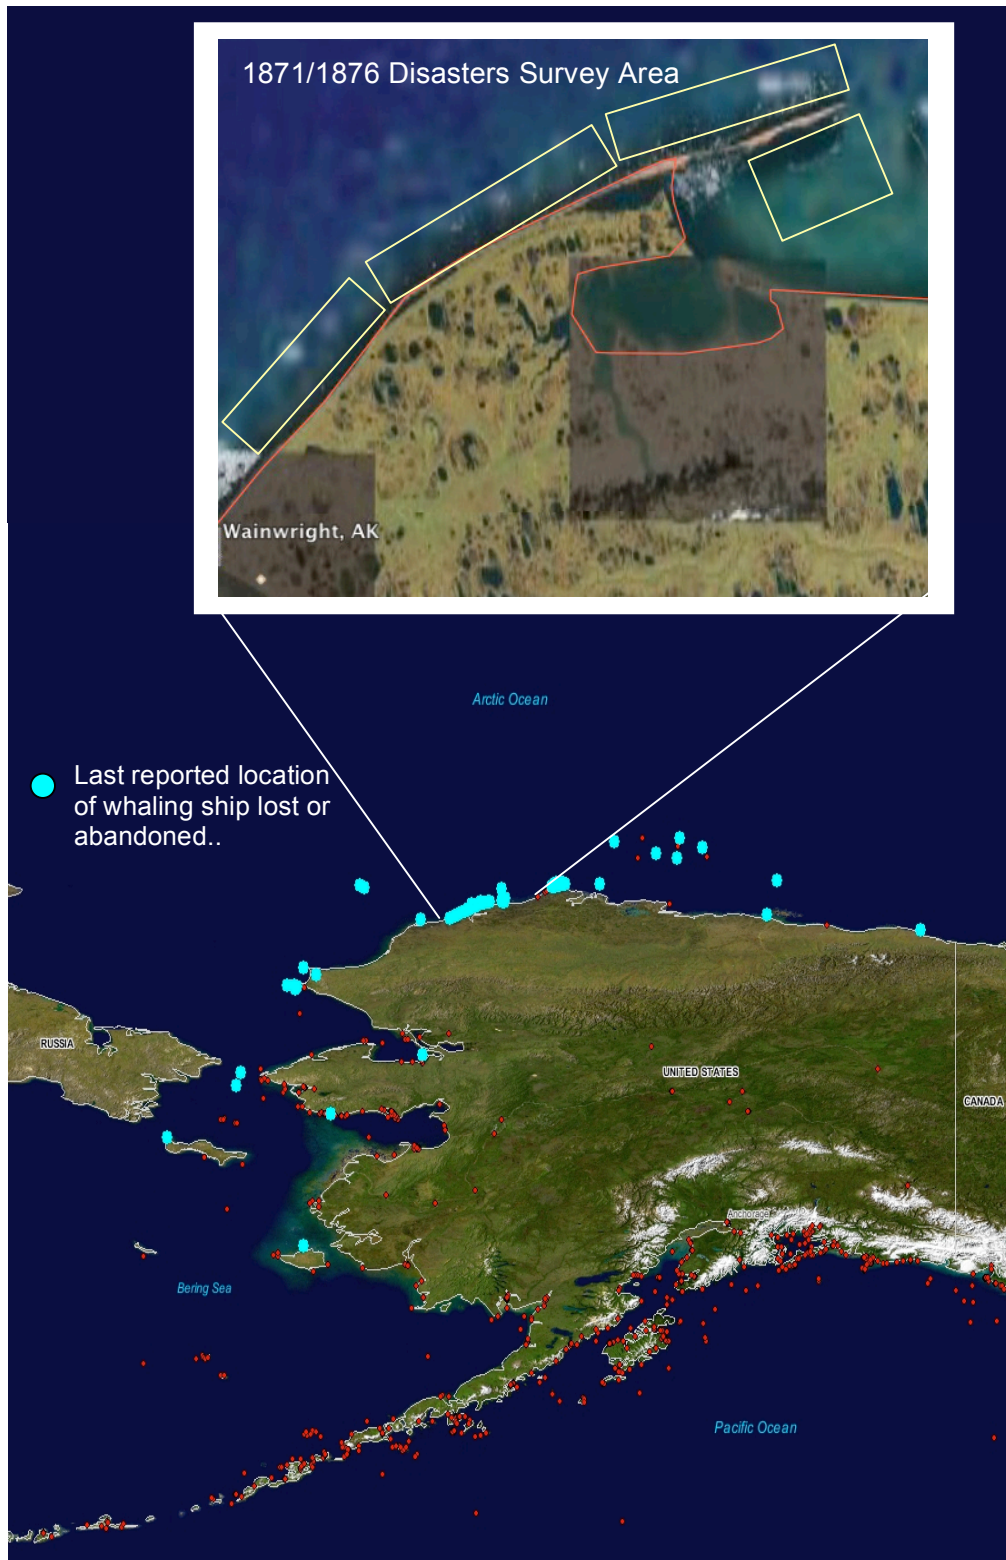 1871/1876 Disasters Survey Area
Wainwright, AK
Arctic Ocean
Last reported location
of whaling ship lost or
abandoned..
RUSSIA
UNITED STATES
CANADA
Anchorage
Bering Sea
Pacific Ocean